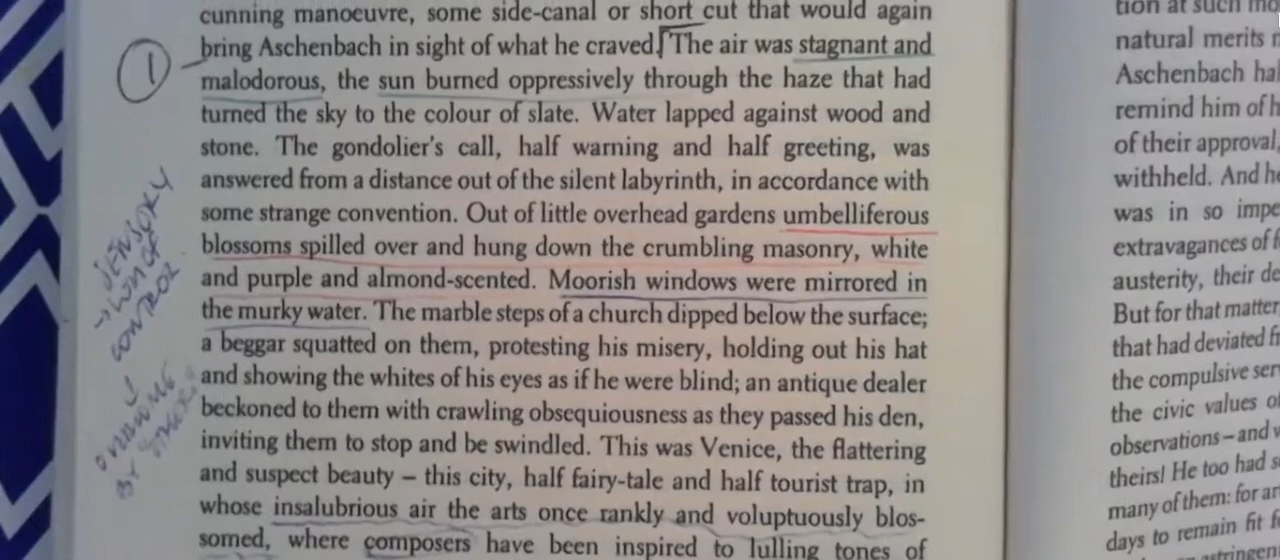 cunning manoeuvre, some side-canal or short cut that would again
bring Aschenbach in sight of what he craved. The air was stagnant and
malodorous, the sun burned oppressively through the haze that had
turned the sky to the colour of slate. Water lapped against wood and
stone. The gondolier's call, half warning and half greeting, was
answered from a distance out of the silent labyrinth, in accordance with
some strange convention. Out of little overhead gardens umbelliferous
blossoms spilled over and hung down the crumbling masonry, white
and purple and almond-scented. Moorish windows were mirrored in
the murky water. The marble steps of a church dipped below the surface;
a beggar squatted on them, protesting his misery, holding out his hat
and showing the whites of his eyes as if he were blind; an antique dealer
beckoned to them with crawling obsequiousness as they passed his den,
inviting them to stop and be swindled. This was Venice, the flattering
and suspect beauty – this city, half fairy-tale and half tourist trap, in
whose insalubrious air the arts once rankly and voluptuously blos-
somed, where composers have been inspired to lulling tones of
1
SENSORY
CONTROL
BY
tion at such
natural merits
Aschenbach
remind him of
of their approval,
withheld. And
was in so
extravagances of
austerity, their
But for that matter
that had deviated
the compulsive
the civic values
observations – and
theirs! He too had
many of them: for
days to remain fit